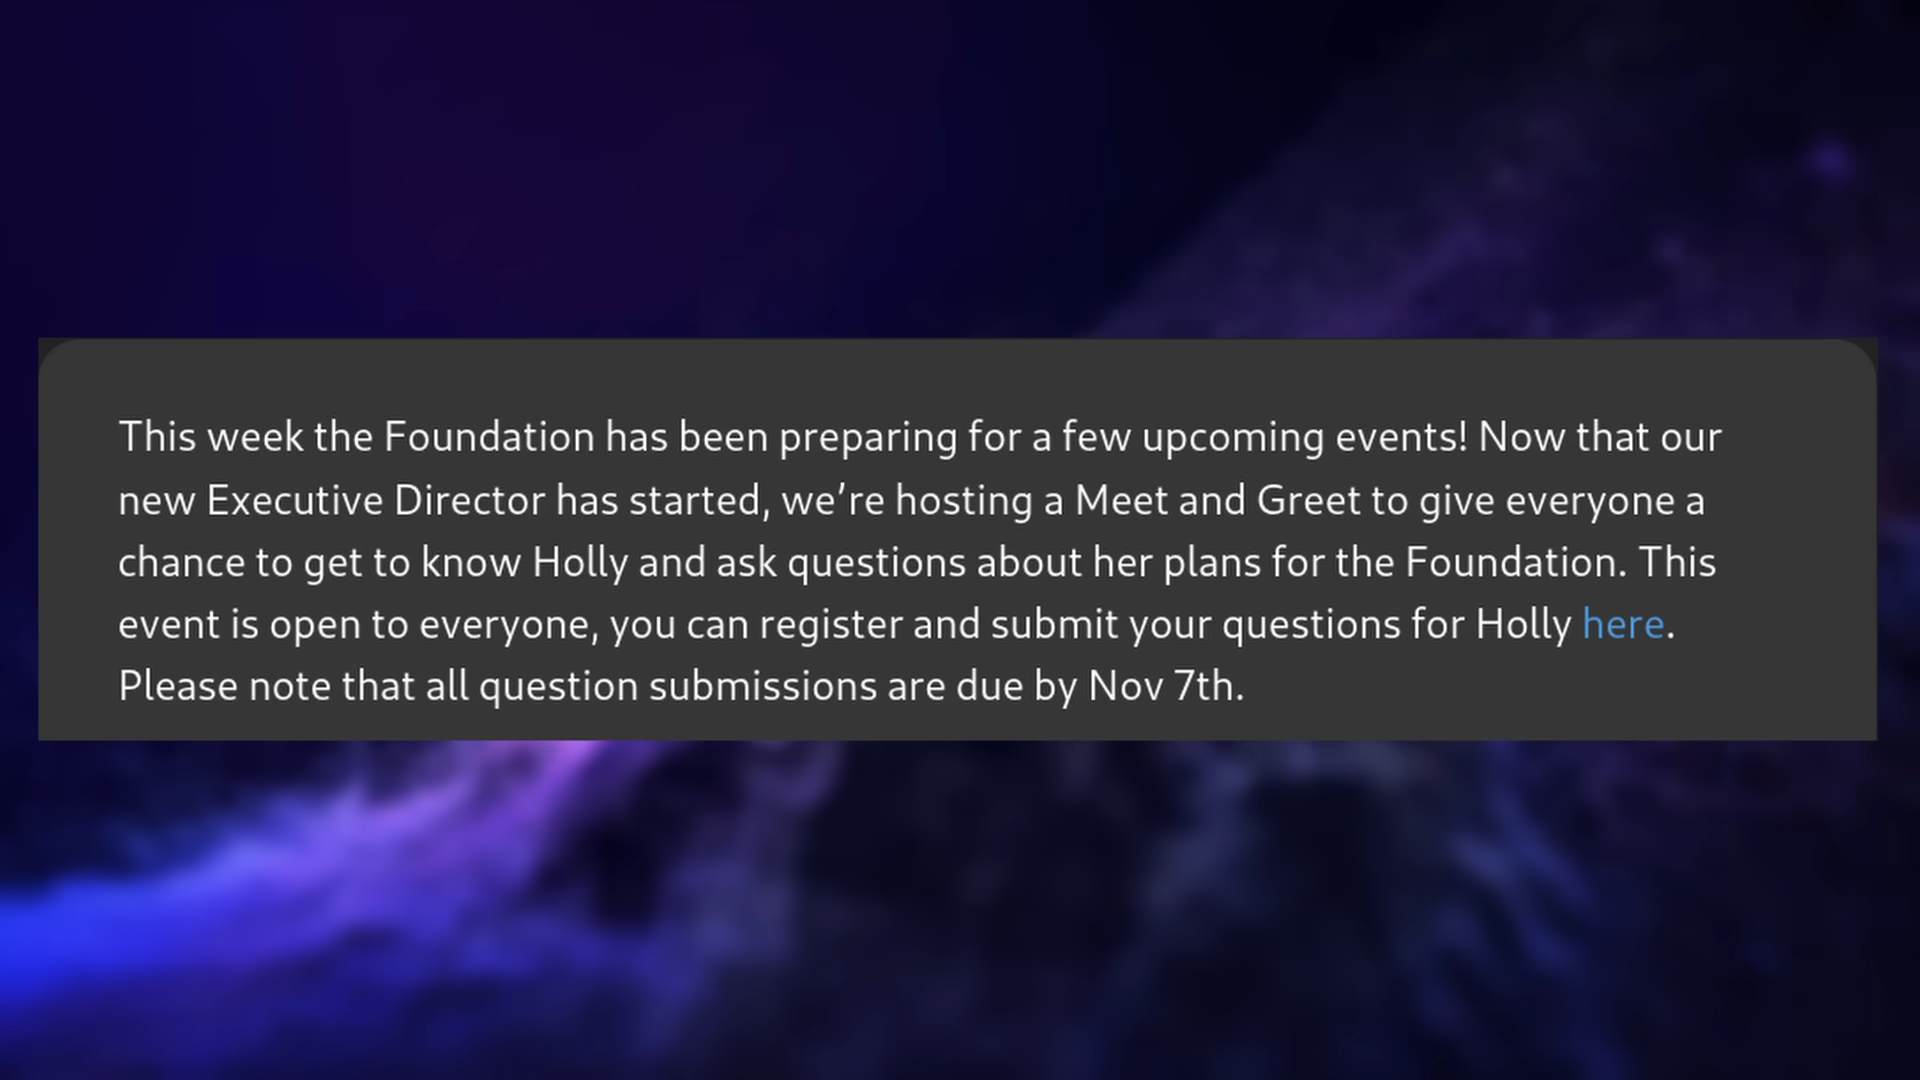 This week the Foundation has been preparing for a few upcoming events! Now that our
new Executive Director has started, we’re hosting a Meet and Greet to give everyone a
chance to get to know Holly and ask questions about her plans for the Foundation. This
event is open to everyone, you can register and submit your questions for Holly here.
Please note that all question submissions are due by Nov 7th.